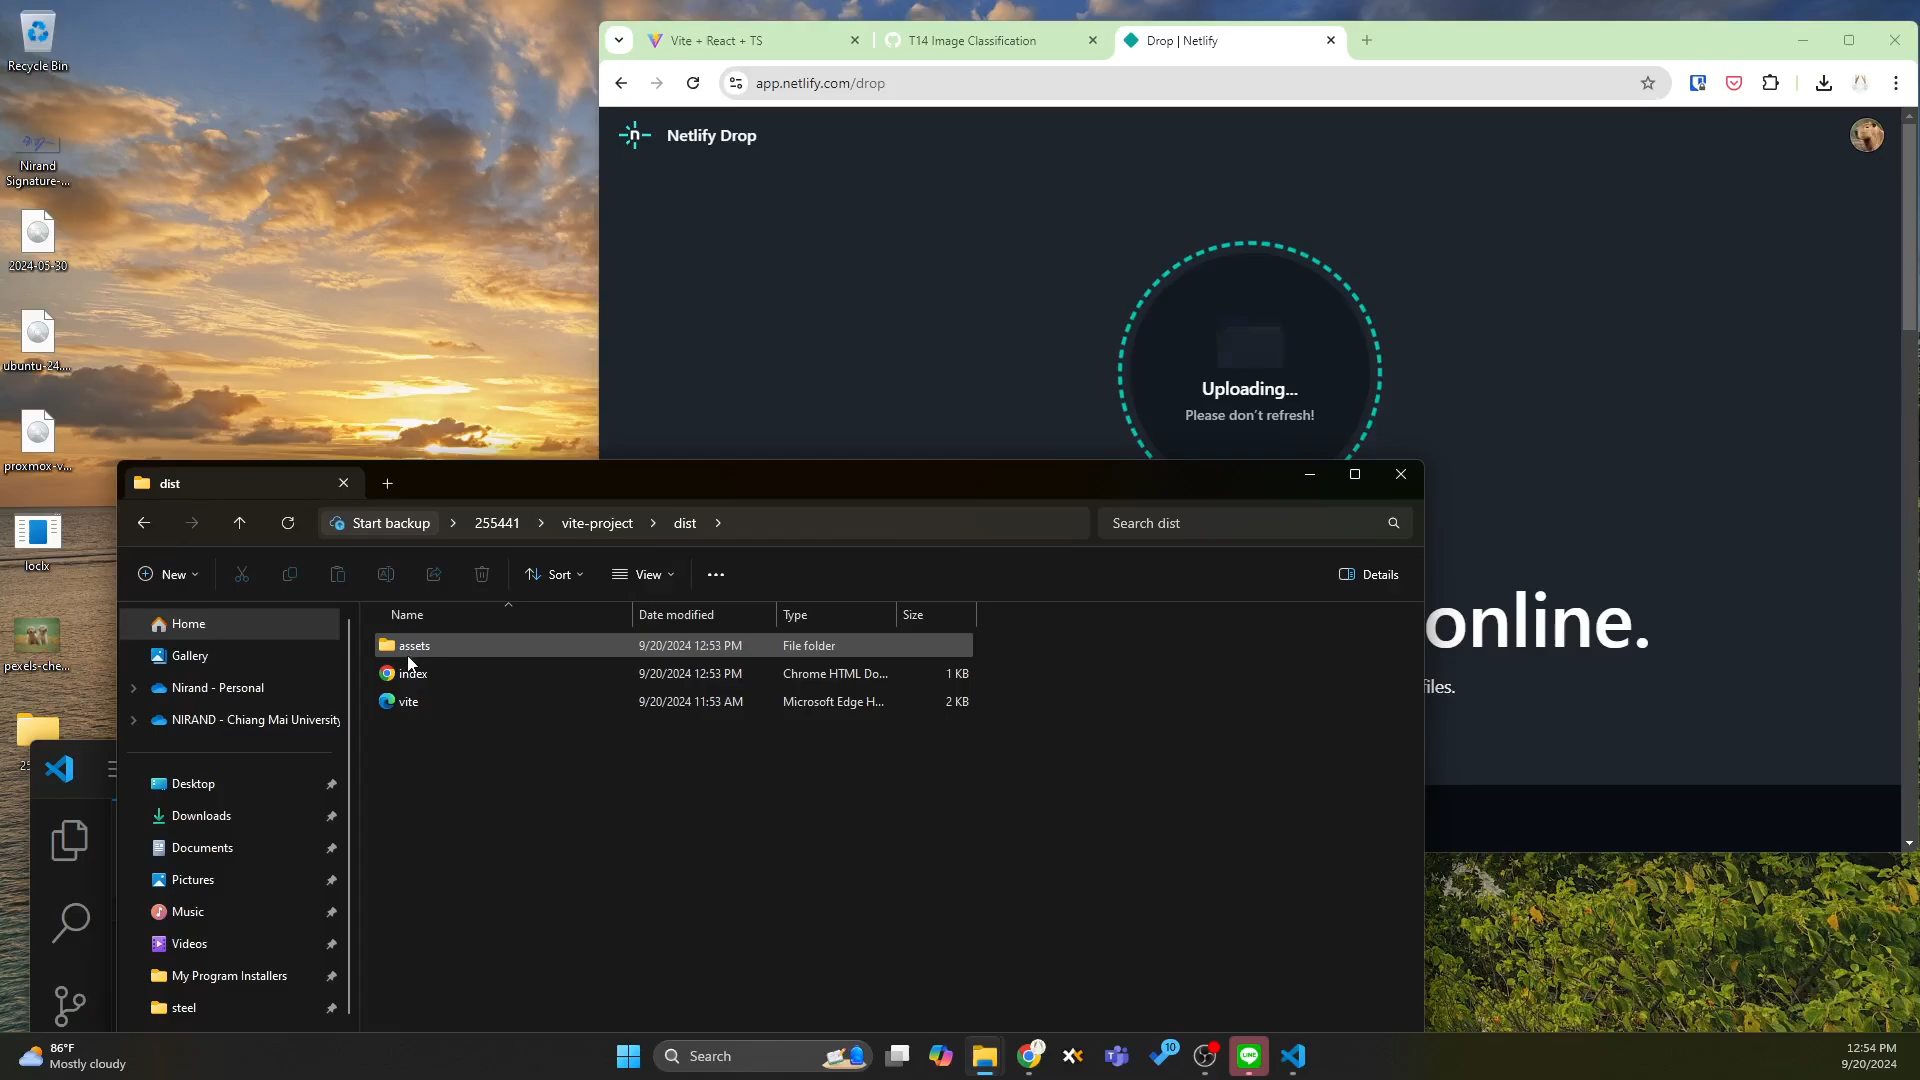 Recycle Bin
Nirand
Signature-...
2024-05-30
ubuntu-24....
proxmox-v...
loclx
pexels-che...
Vite + React + TS
T14 Image Classification
Drop | Netlify
app.netlify.com/drop
Netlify Drop
Uploading...
Please don't refresh!
online.
files.
dist
Start backup
255441
vite-project
dist
Search dist
New
Sort
View
Details
Name
Date modified
Type
Size
assets
9/20/2024 12:53 PM
File folder
index
9/20/2024 12:53 PM
Chrome HTML Do...
1 KB
vite
9/20/2024 11:53 AM
Microsoft Edge H...
2 KB
Home
Gallery
Nirand - Personal
NIRAND - Chiang Mai University
Desktop
Downloads
Documents
Pictures
Music
Videos
My Program Installers
steel
86°F
Mostly cloudy
Search
10
12:54 PM
9/20/2024